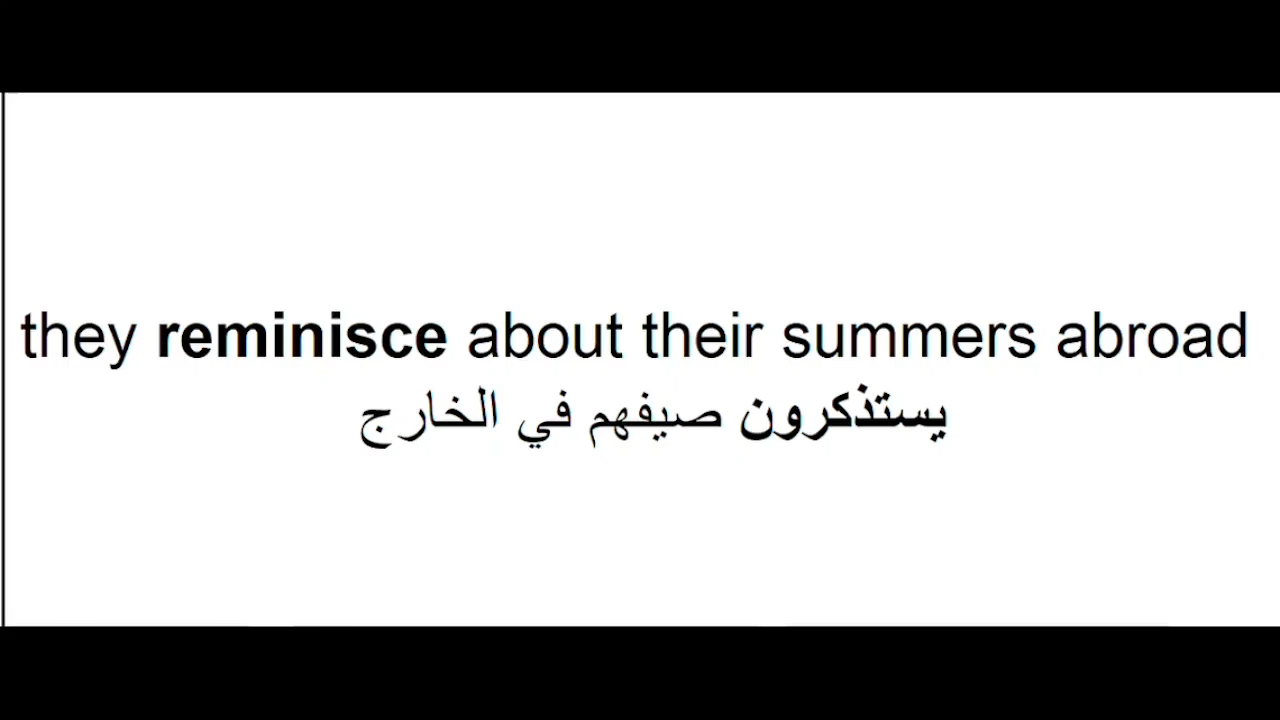 they reminisce about their summers abroad
يستذكرون صيفهم في الخارج